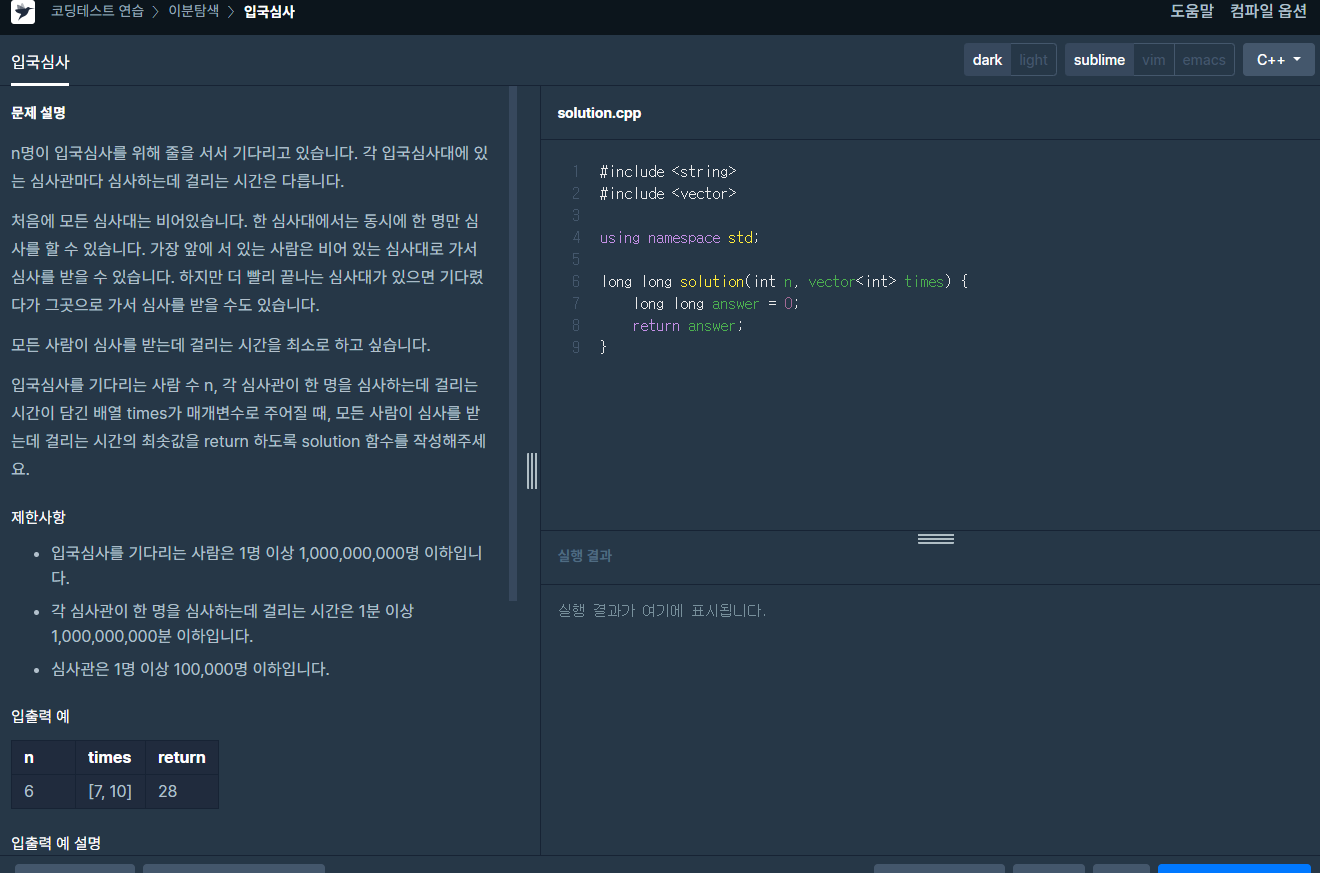 코딩테스트 연습 > 이분탐색 > 입국심사
도움말 컴파일 옵션
입국심사
dark light sublime vim emacs C++
문제 설명
n명이 입국심사를 위해 줄을 서서 기다리고 있습니다. 각 입국심사대에 있
는 심사관마다 심사하는데 걸리는 시간은 다릅니다.
처음에 모든 심사대는 비어있습니다. 한 심사대에서는 동시에 한 명만 심
사를 할 수 있습니다. 가장 앞에 서 있는 사람은 비어 있는 심사대로 가서
심사를 받을 수 있습니다. 하지만 더 빨리 끝나는 심사대가 있으면 기다렸
다가 그곳으로 가서 심사를 받을 수도 있습니다.
모든 사람이 심사를 받는데 걸리는 시간을 최소로 하고 싶습니다.
입국심사를 기다리는 사람 수 n, 각 심사관이 한 명을 심사하는데 걸리는
시간이 담긴 배열 times가 매개변수로 주어질 때, 모든 사람이 심사를 받
는데 걸리는 시간의 최솟값을 return 하도록 solution 함수를 작성해주세
요.
제한사항
• 입국심사를 기다리는 사람은 1명 이상 1,000,000,000명 이하입니
다.
• 각 심사관이 한 명을 심사하는데 걸리는 시간은 1분 이상
1,000,000,000분 이하입니다.
• 심사관은 1명 이상 100,000명 이하입니다.
입출력 예
n times return
6 [7, 10] 28
입출력 예 설명
solution.cpp
1 #include <string>
2 #include <vector>
3
4 using namespace std;
5
6 long long solution(int n, vector<int> times) {
7 long long answer = 0;
8 return answer;
9 }
실행 결과
실행 결과가 여기에 표시됩니다.